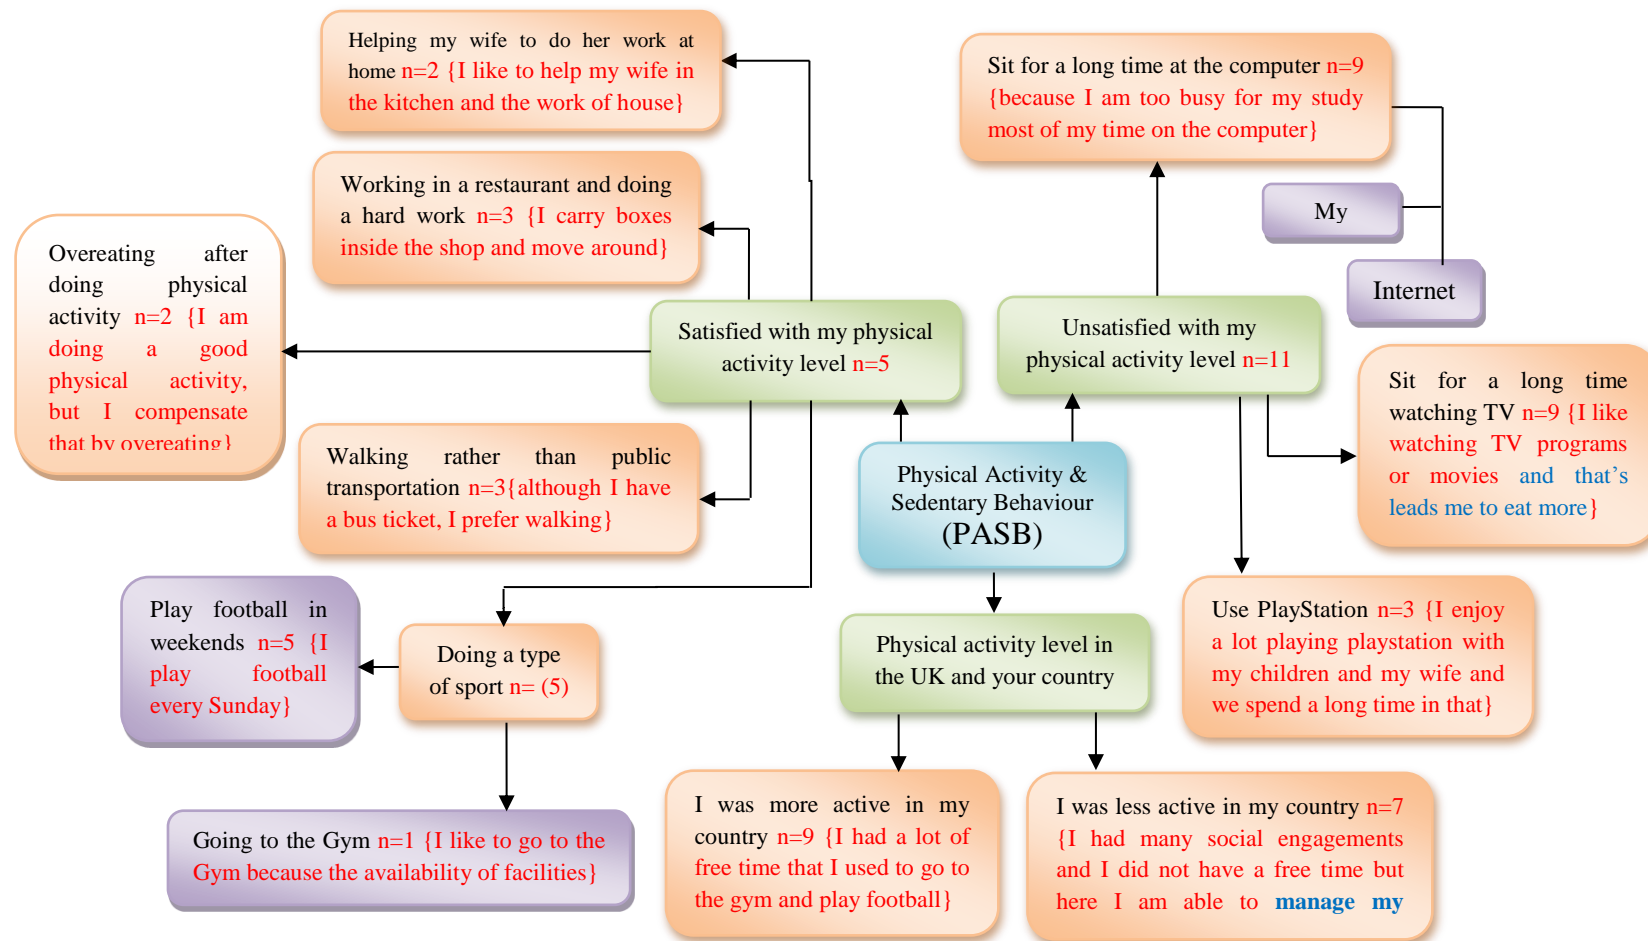 Helping my wife to do her work at
home n=2 {I like to help my wife in
the kitchen and the work of house}
Sit for a long time at the computer n=9
{because I am too busy for my study
most of my time on the computer}
Working in a restaurant and doing
a hard work n=3 {I carry boxes
inside the shop and move around}
My
Internet
Overeating after
doing physical
activity n=2 {I am
doing a good
physical activity,
but I compensate
that by overeating}
Satisfied with my physical
activity level n=5
Unsatisfied with my
physical activity level n=11
Sit for a long time
watching TV n=9 {I like
watching TV programs
or movies and that’s
leads me to eat more}
Walking rather than public
transportation n=3{although I have
a bus ticket, I prefer walking}
Physical Activity &
Sedentary Behaviour
(PASB)
Play football in
weekends n=5 {I
play football
every Sunday}
Doing a type
of sport n= (5)
Physical activity level in
the UK and your country
Use PlayStation n=3 {I enjoy
a lot playing playstation with
my children and my wife and
we spend a long time in that}
Going to the Gym n=1 {I like to go to the
Gym because the availability of facilities}
I was more active in my
country n=9 {I had a lot of
free time that I used to go to
the gym and play football}
I was less active in my country n=7
{I had many social engagements
and I did not have a free time but
here I am able to manage my